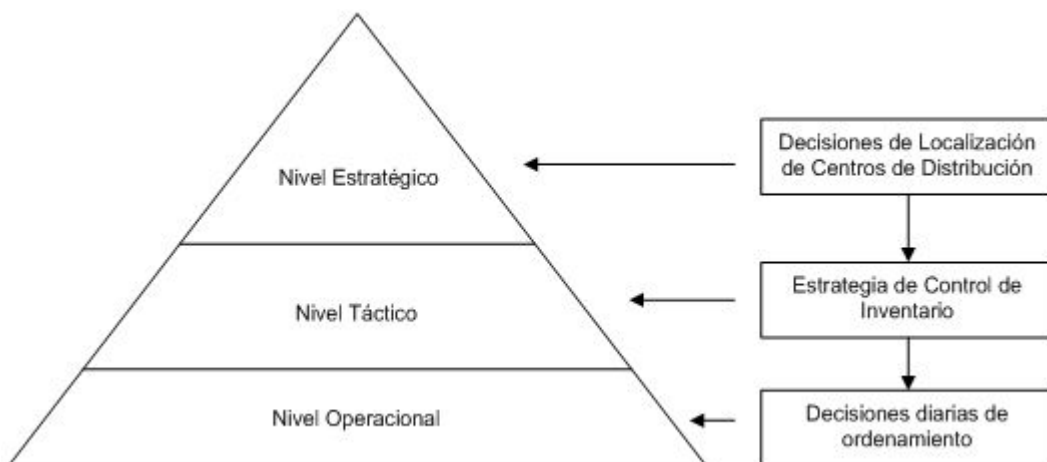 Decisiones de Localización
de Centros de Distribución
Nivel Estratégico
Estrategia de Control de
Inventario
Nivel Táctico
Decisiones diarias de
ordenamiento
Nivel Operacional